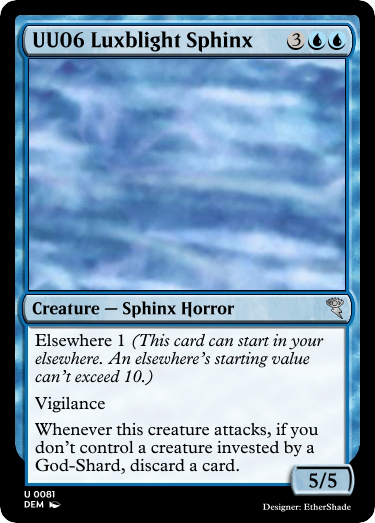 UU06 Luxblight Sphinx 3
Creature — Sphinx Horror
Elsewhere 1 (This card can start in your
elsewhere. An elsewhere's starting value
can't exceed 10.)
Vigilance
Whenever this creature attacks, if you
don't control a creature invested by a
God-Shard, discard a card.
5/5
U 0081
DEM
Designer: EtherShade